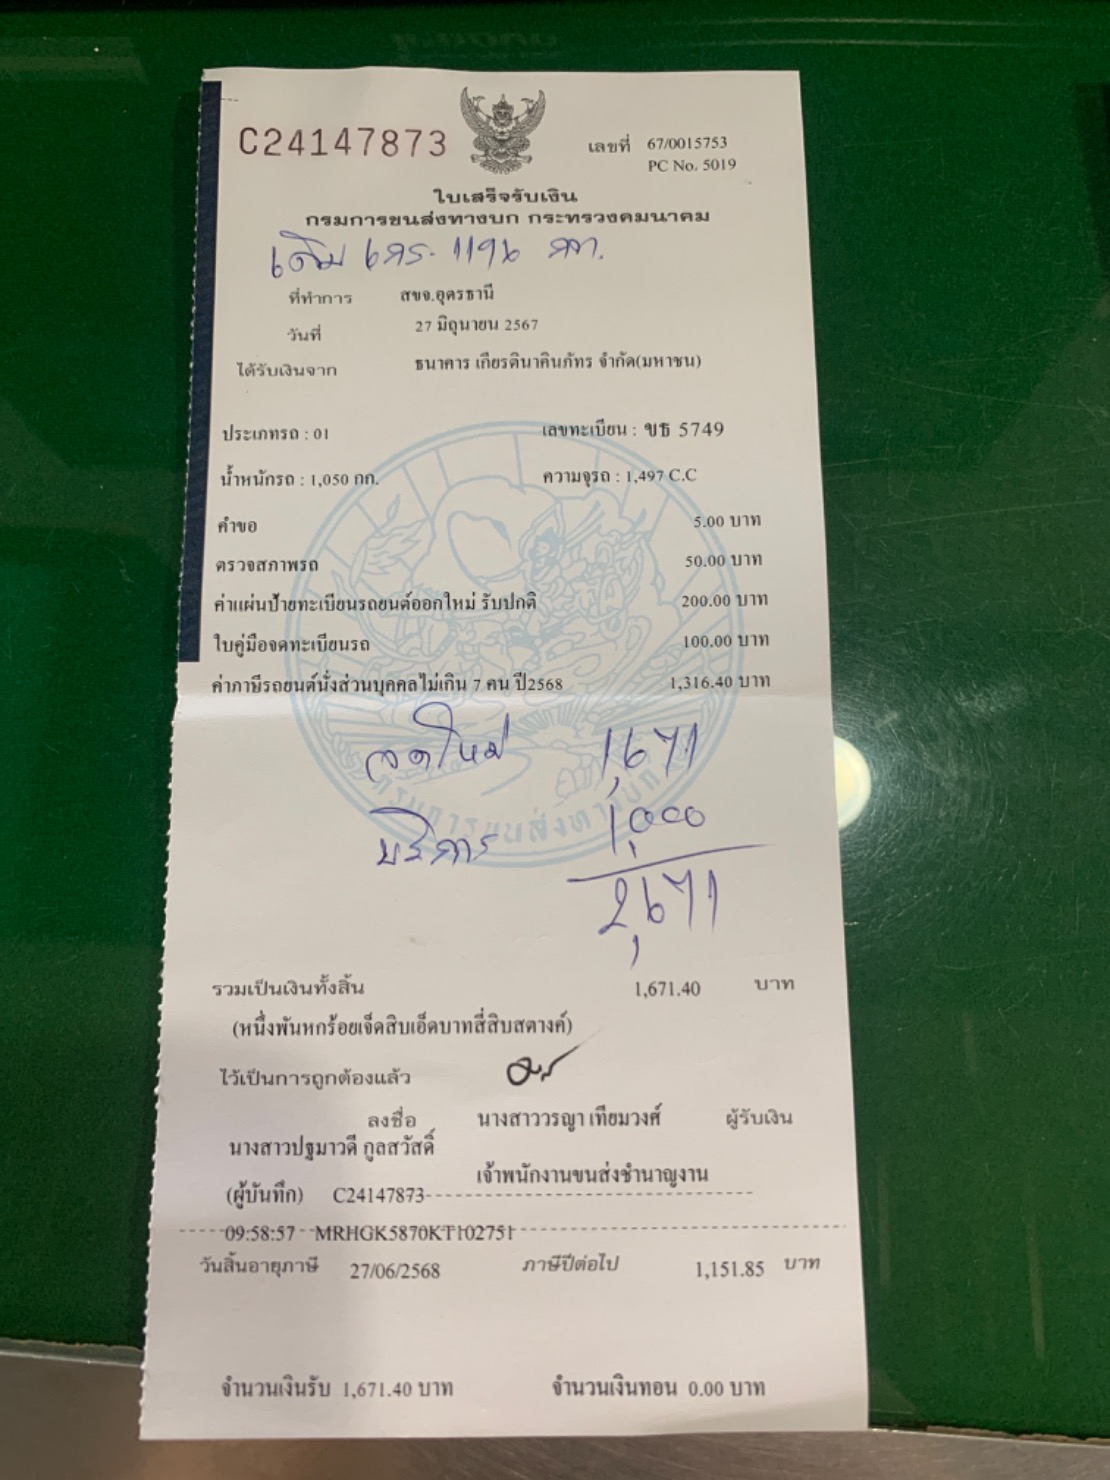 C24147873
เลขที่ 67/0015753
PC No. 5019
ใบเสร็จรับเงิน
กรมการขนส่งทางบก กระทรวงคมนาคม
เดิม
ที่ทำการ สขจ.อุดรธานี
วันที่ 27 มิถุนายน 2567
ได้รับเงินจาก ธนาคาร เกียรตินาคินภัทร จำกัด(มหาชน)
ประเภทรถ : 01 เลขทะเบียน : ขธ 5749
น้ำหนักรถ : 1,050 กก. ความจุรถ : 1,497 C.C
คำขอ 5.00 บาท
ตรวจสภาพรถ 50.00 บาท
ค่าแผ่นป้ายทะเบียนรถยนต์ออกใหม่ รับปกติ 200.00 บาท
ใบคู่มือจดทะเบียนรถ 100.00 บาท
ค่าภาษีรถยนต์นั่งส่วนบุคคลไม่เกิน 7 คน ปี2568 1,316.40 บาท
จดใหม่ 1,671
บริการ 1,000
2,671
กรมการขนส่งทางบก
รวมเป็นเงินทั้งสิ้น 1,671.40 บาท
(หนึ่งพันหกร้อยเจ็ดสิบเอ็ดบาทสี่สิบสตางค์)
ไว้เป็นการถูกต้องแล้ว
ลงชื่อ นางสาววรญา เทียมวงศ์ ผู้รับเงิน
นางสาวปฐมาวดี กูลสวัสดิ์
เจ้าพนักงานขนส่งชำนาญงาน
(ผู้บันทึก) C24147873
09:58:57 MRHGK5870KT102751
วันสิ้นอายุภาษี 27/06/2568 ภาษีปีต่อไป 1,151.85 บาท
จำนวนเงินรับ 1,671.40 บาท จำนวนเงินทอน 0.00 บาท